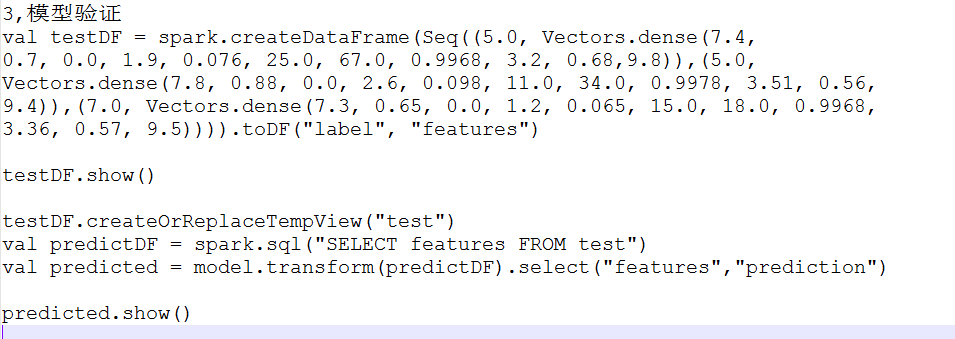 3,模型验证
val testDF = spark.createDataFrame(Seq((5.0, Vectors.dense(7.4,
0.7, 0.0, 1.9, 0.076, 25.0, 67.0, 0.9968, 3.2, 0.68,9.8)),(5.0,
Vectors.dense(7.8, 0.88, 0.0, 2.6, 0.098, 11.0, 34.0, 0.9978, 3.51, 0.56,
9.4)),(7.0, Vectors.dense(7.3, 0.65, 0.0, 1.2, 0.065, 15.0, 18.0, 0.9968,
3.36, 0.57, 9.5)))).toDF("label", "features")
testDF.show()
testDF.createOrReplaceTempView("test")
val predictDF = spark.sql("SELECT features FROM test")
val predicted = model.transform(predictDF).select("features","prediction")
predicted.show()